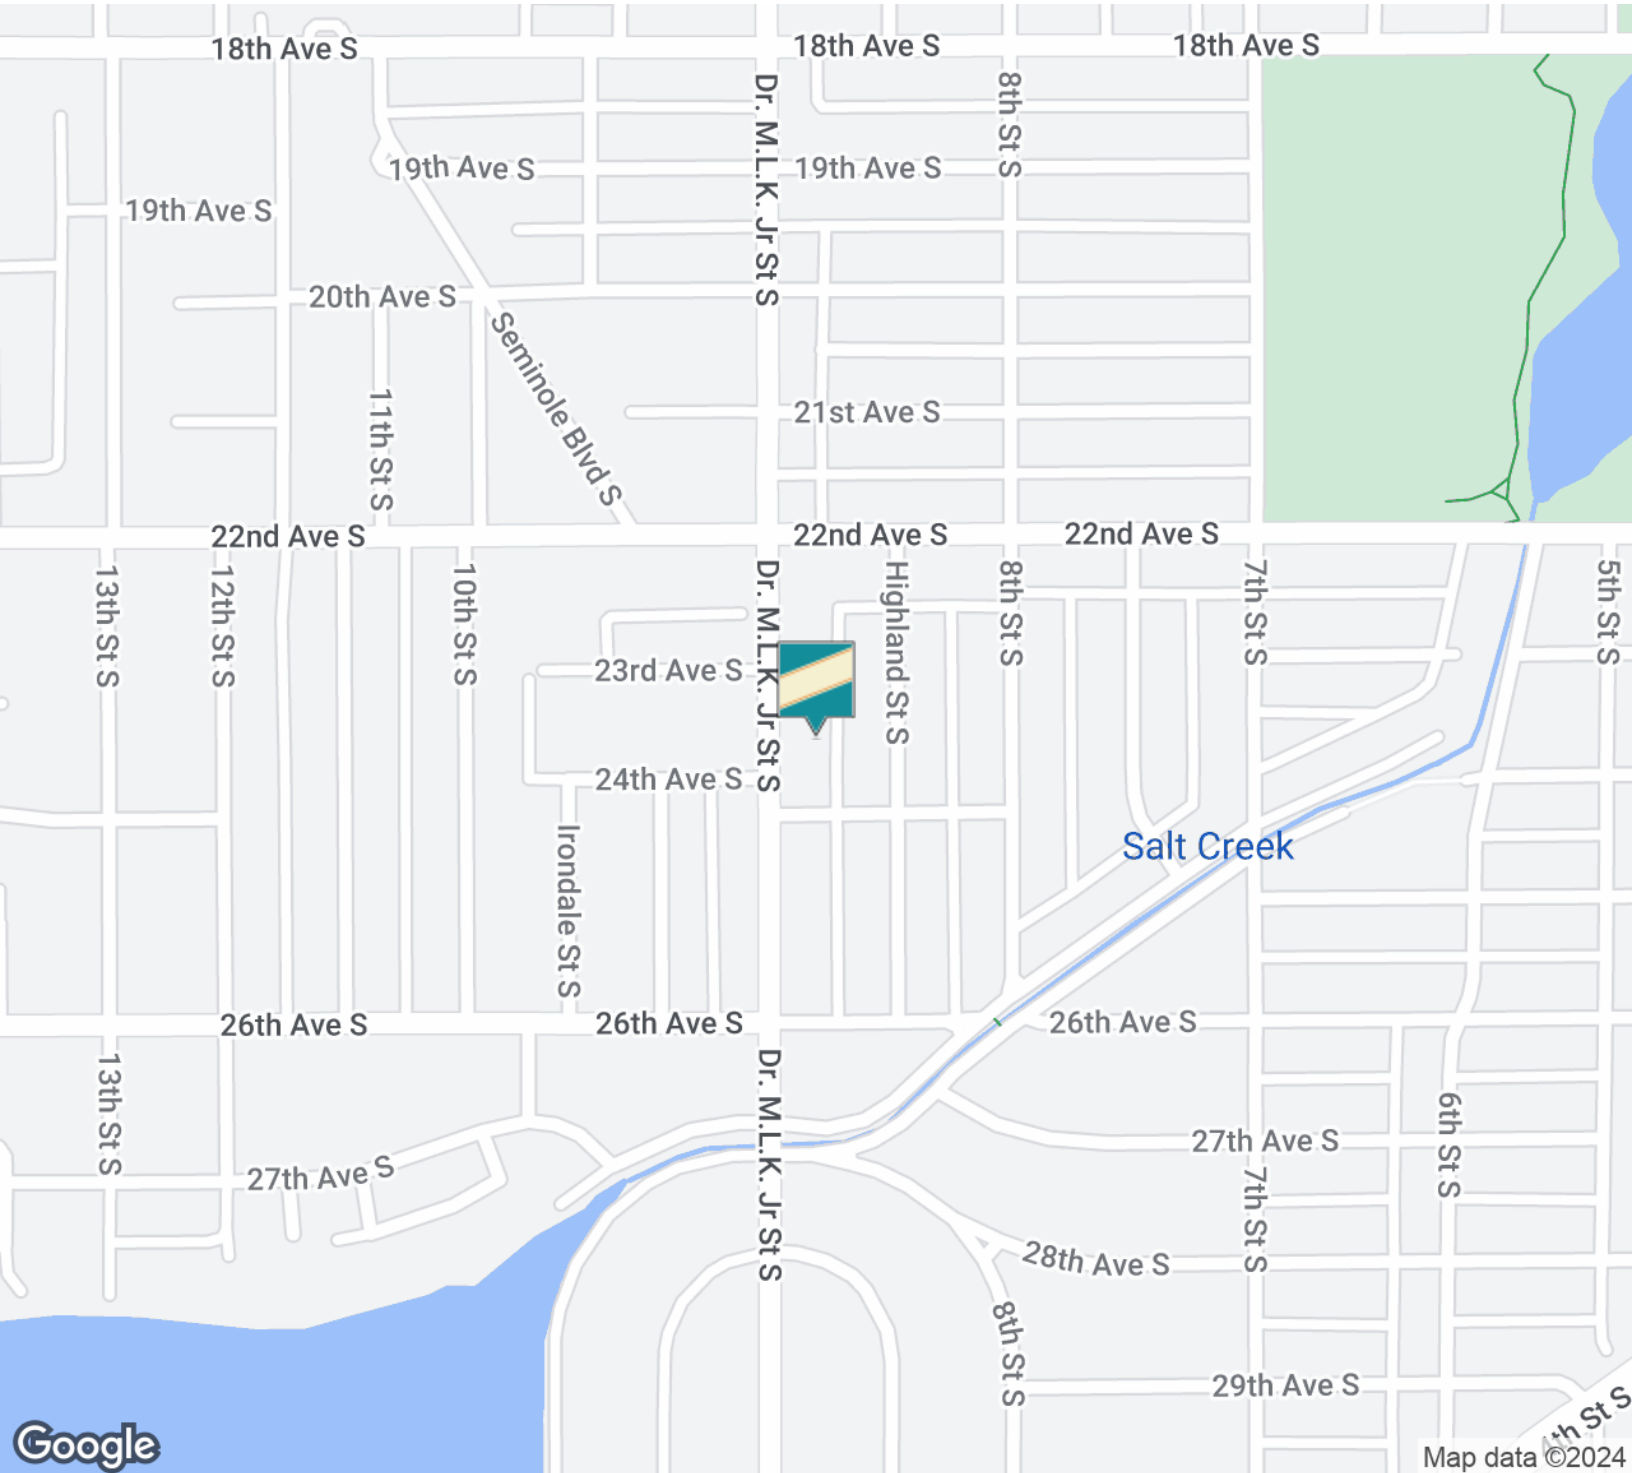 18th Ave S
18th Ave S
18th Ave S
Dr. M.L.K. Jr St S
8th St S
19th Ave S
19th Ave S
19th Ave S
20th Ave S
Seminole Blvd S
11th St S
21st Ave S
22nd Ave S
22nd Ave S
22nd Ave S
13th St S
12th St S
10th St S
Dr. M.L.K. Jr St S
Highland St S
8th St S
7th St S
5th St S
23rd Ave S
24th Ave S
Irondale St S
Salt Creek
26th Ave S
26th Ave S
26th Ave S
13th St S
Dr. M.L.K. Jr St S
6th St S
27th Ave S
27th Ave S
7th St S
28th Ave S
8th St S
29th Ave S
4th St S
Google
Map data ©2024